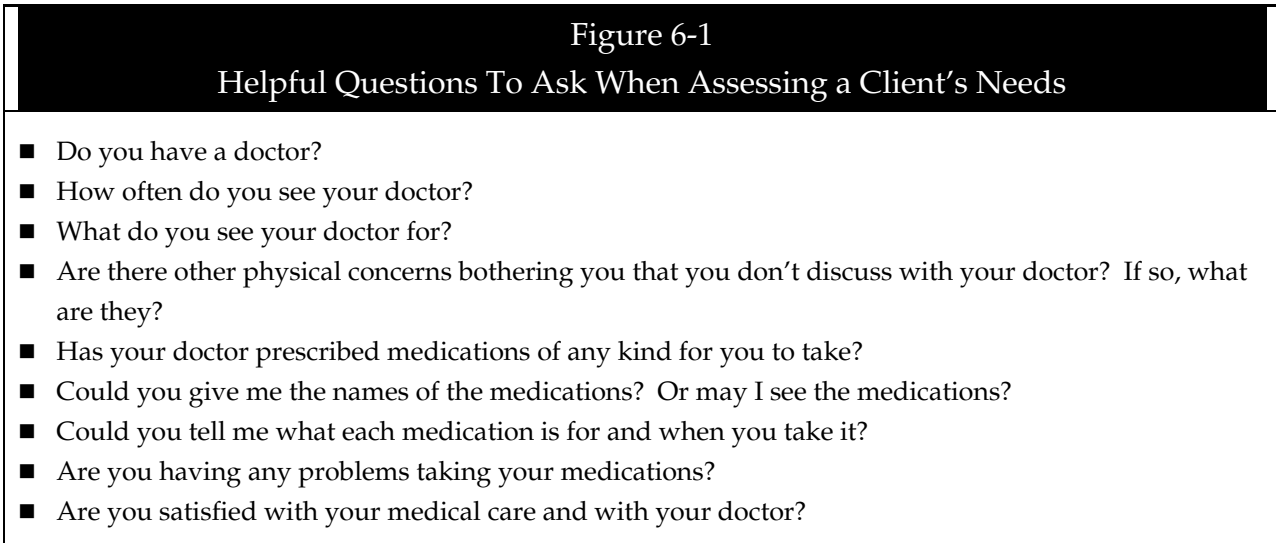 Figure 6-1
Helpful Questions To Ask When Assessing a Client’s Needs
■ Do you have a doctor?
■ How often do you see your doctor?
■ What do you see your doctor for?
■ Are there other physical concerns bothering you that you don’t discuss with your doctor?  If so, what
are they?
■ Has your doctor prescribed medications of any kind for you to take?
■ Could you give me the names of the medications?  Or may I see the medications?
■ Could you tell me what each medication is for and when you take it?
■ Are you having any problems taking your medications?
■ Are you satisfied with your medical care and with your doctor?